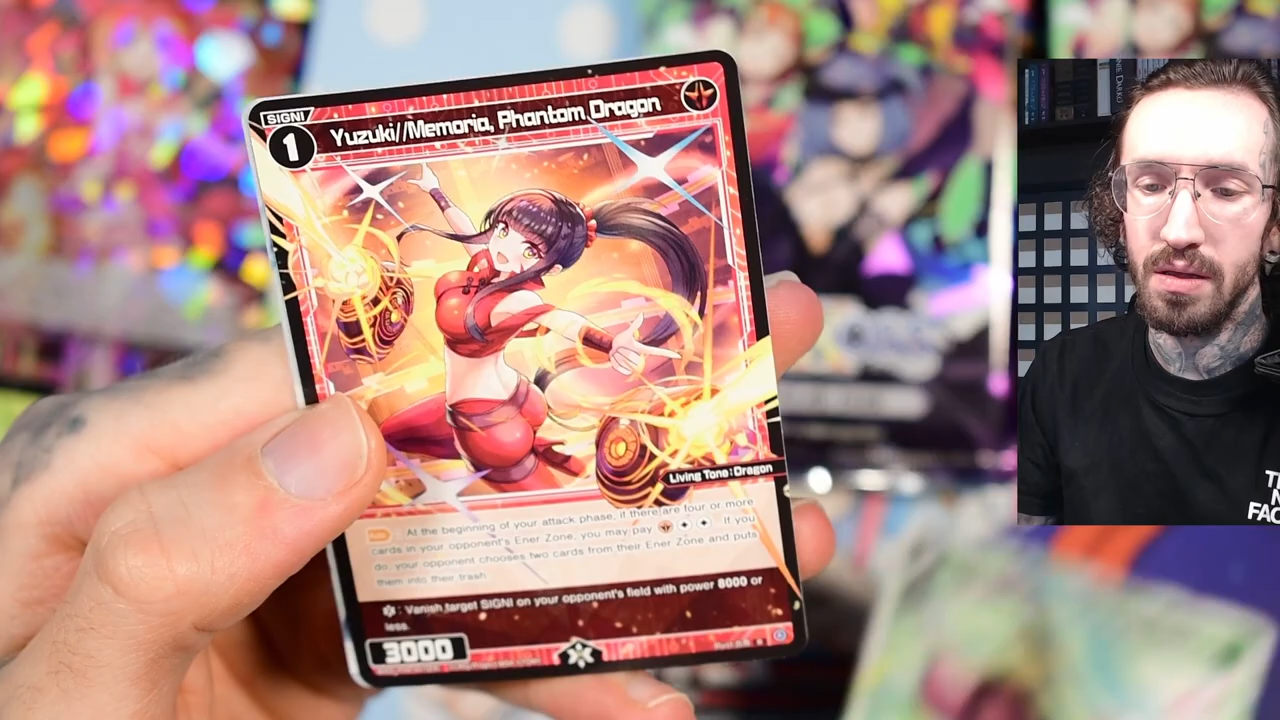 SIGNI
1
Yuzuki//Memoria, Phantom Dragon
Living Tone: Dragon
At the beginning of your attack phase, if there are four or more
cards in your opponent's Ener Zone, you may pay . If you
do, your opponent chooses two cards from their Ener Zone and puts
them into their trash.
: Vanish target SIGNI on your opponent's field with power 8000 or
less.
3000
NIE DARKO